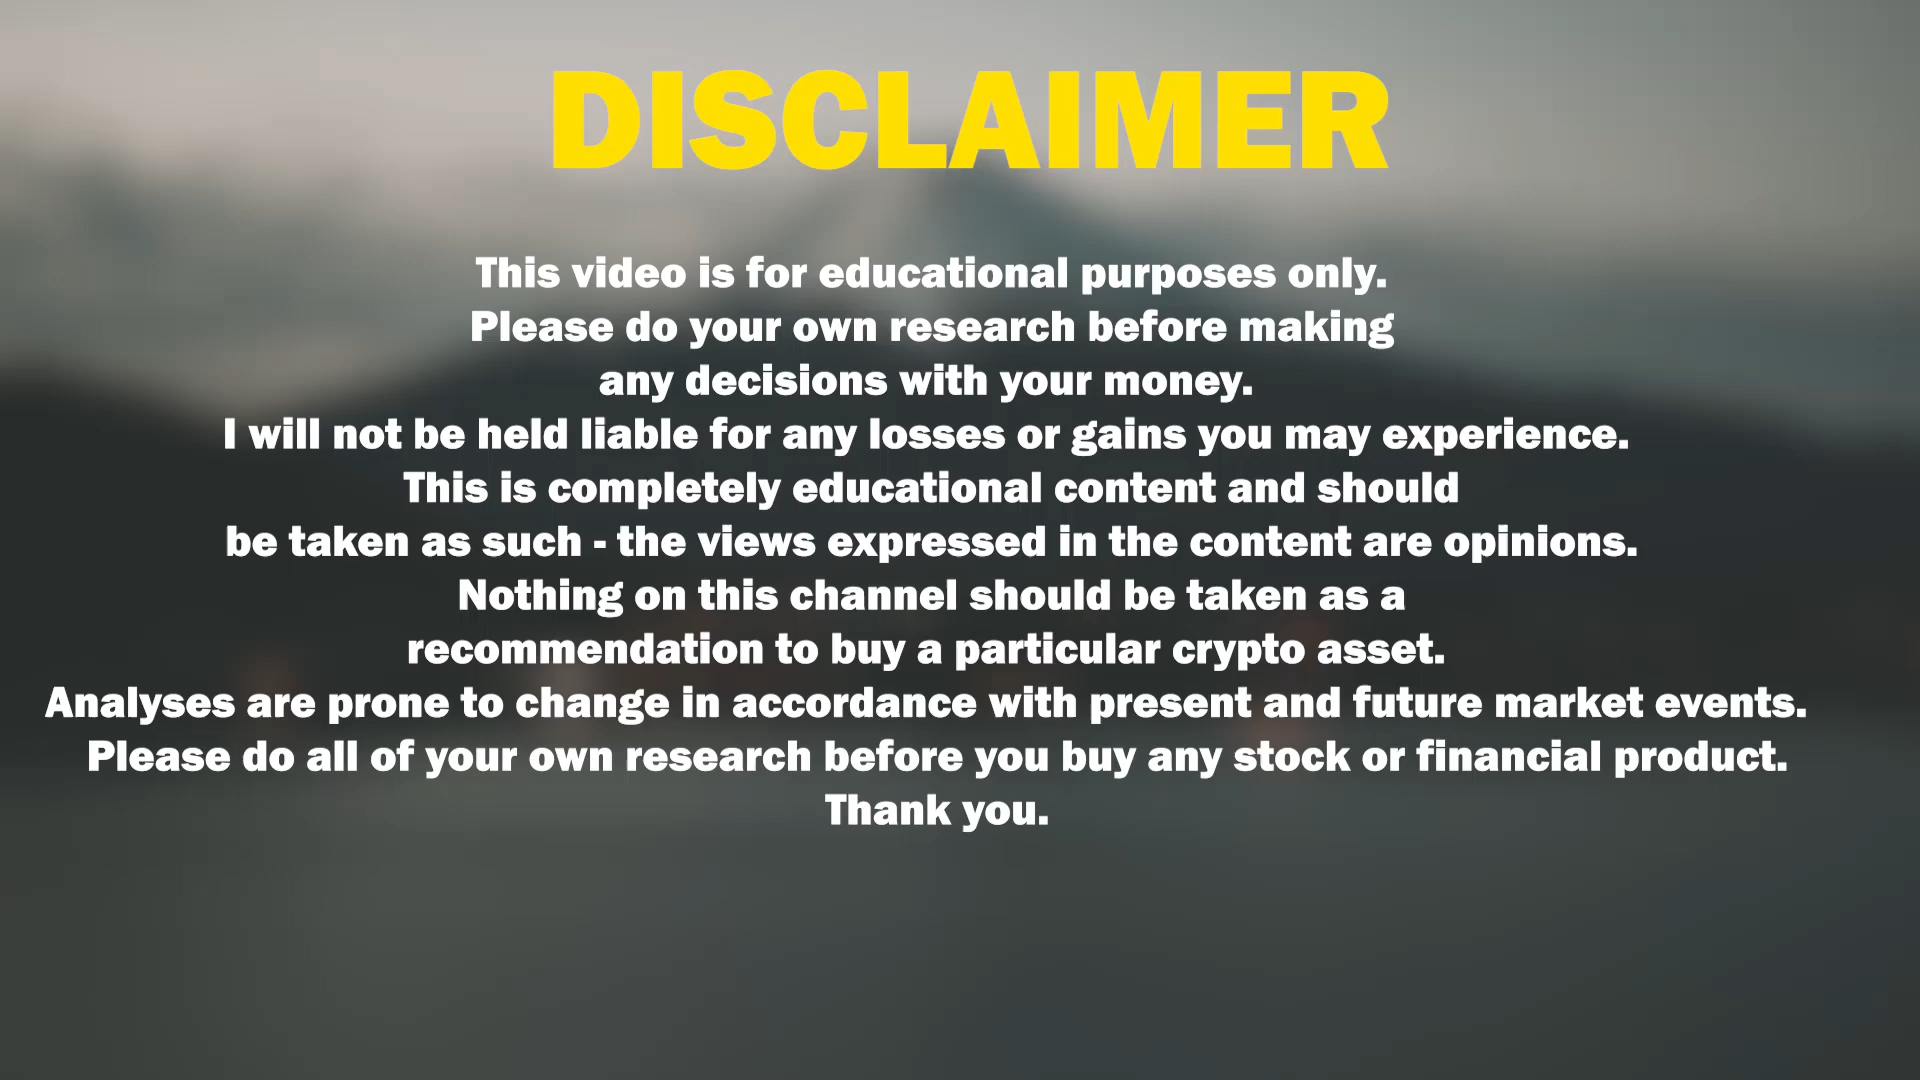 DISCLAIMER
This video is for educational purposes only.
Please do your own research before making
any decisions with your money.
I will not be held liable for any losses or gains you may experience.
This is completely educational content and should
be taken as such - the views expressed in the content are opinions.
Nothing on this channel should be taken as a
recommendation to buy a particular crypto asset.
Analyses are prone to change in accordance with present and future market events.
Please do all of your own research before you buy any stock or financial product.
Thank you.